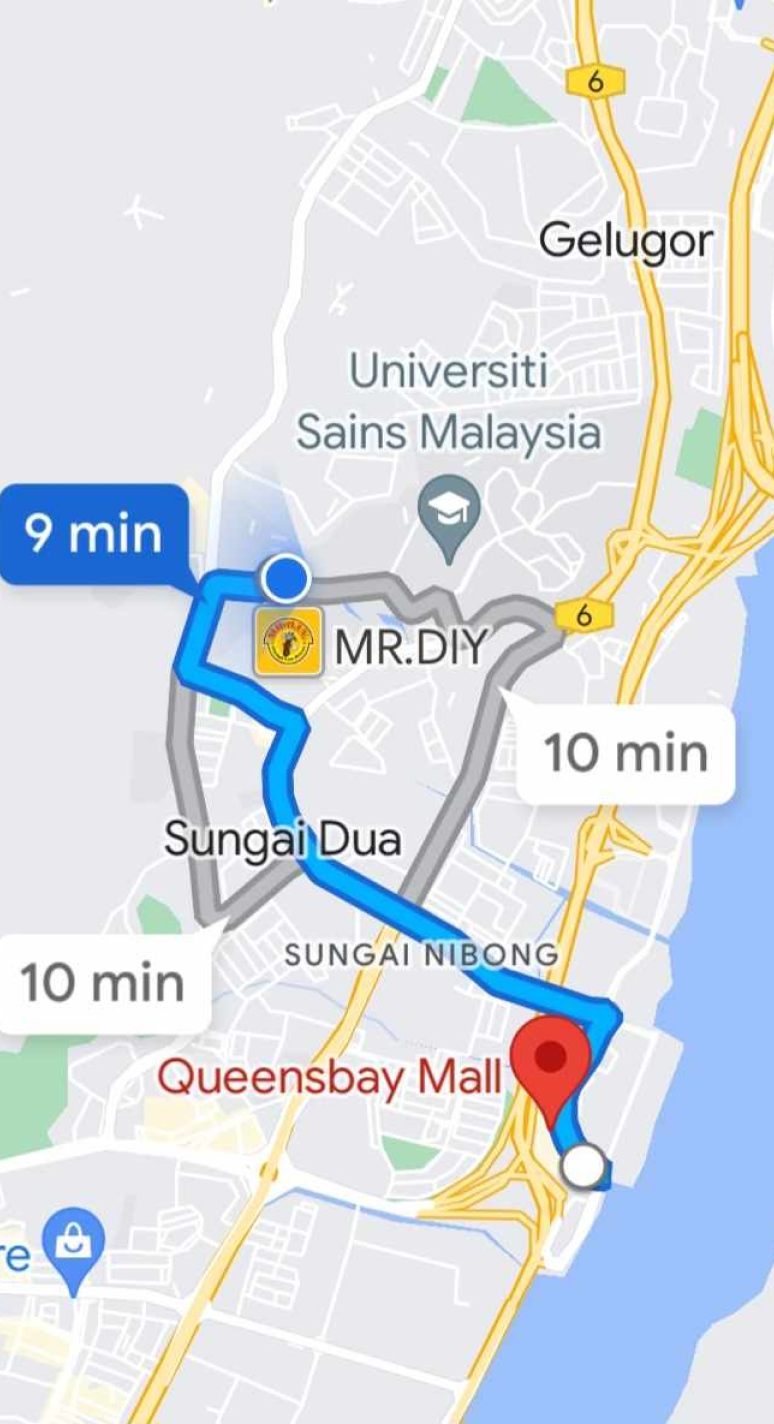 6
Gelugor
Universiti
Sains Malaysia
9 min
6
MR.DIY
10 min
Sungai Dua
SUNGAI NIBONG
10 min
Queensbay Mall
re